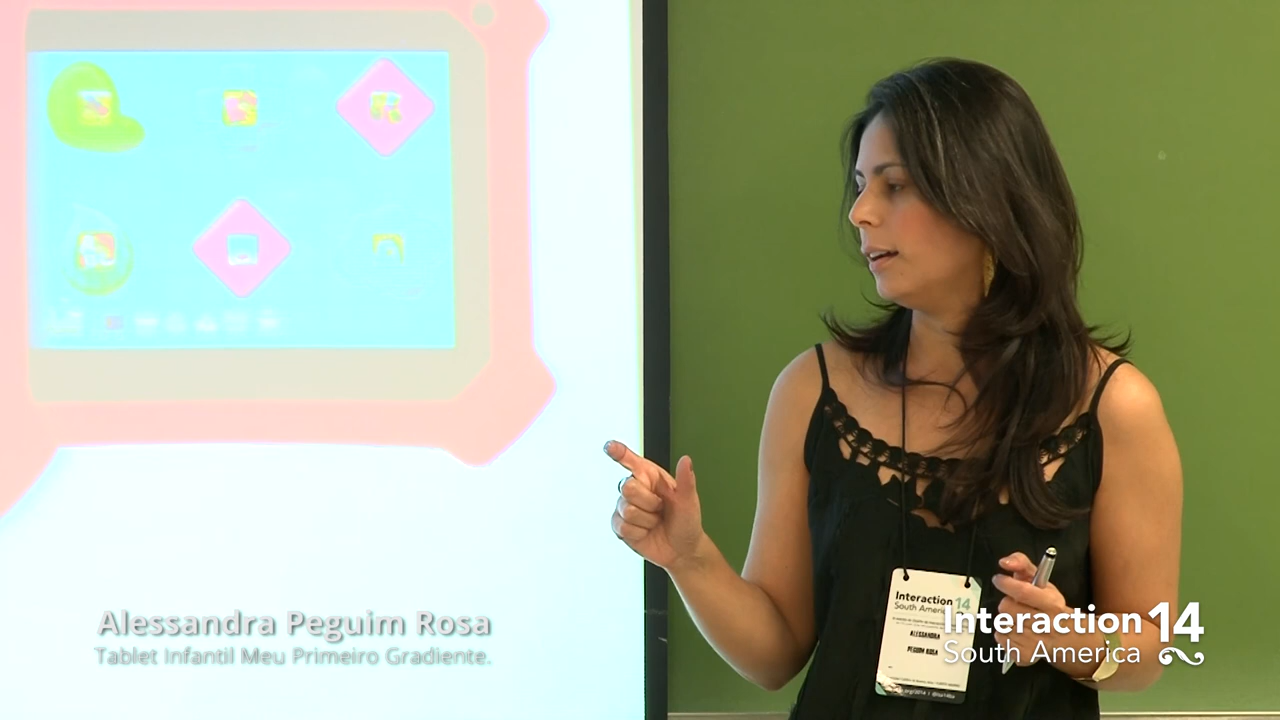 Alessandra Peguim Rosa
Tablet Infantil Meu Primeiro Gradiente.
Interaction 14
South America
ALESSANDRA
PEGUIM ROSA
Interaction 14
South America